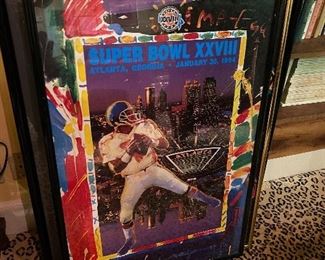 SUPER BOWL XXVIII
ATLANTA, GEORGIA • JANUARY 30, 1994